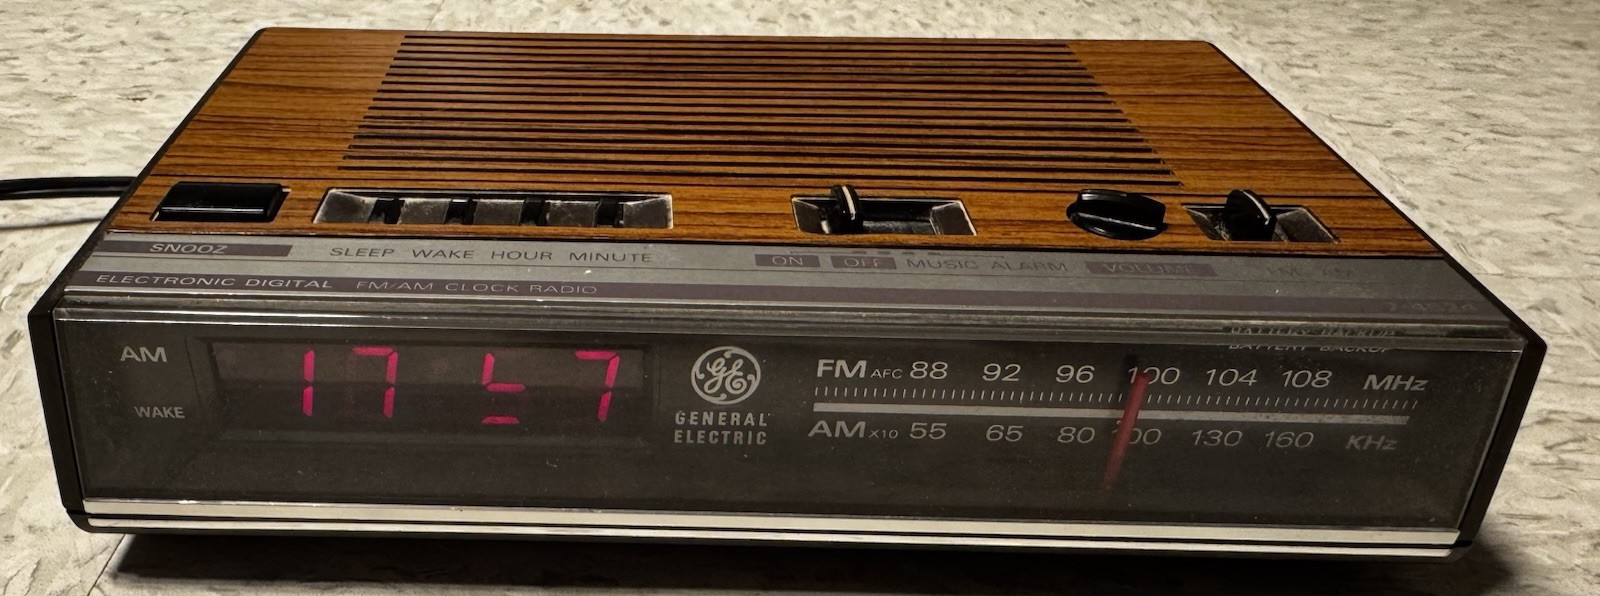 SNOOZ SLEEP WAKE HOUR MINUTE ON OFF MUSIC ALARM VOLUME FM AM
ELECTRONIC DIGITAL FM/AM CLOCK RADIO
BATTERY BACKUP
AM
WAKE
GE
GENERAL
ELECTRIC
FM AFC 88 92 96 100 104 108 MHz
AM x10 55 65 80 100 130 160 KHz